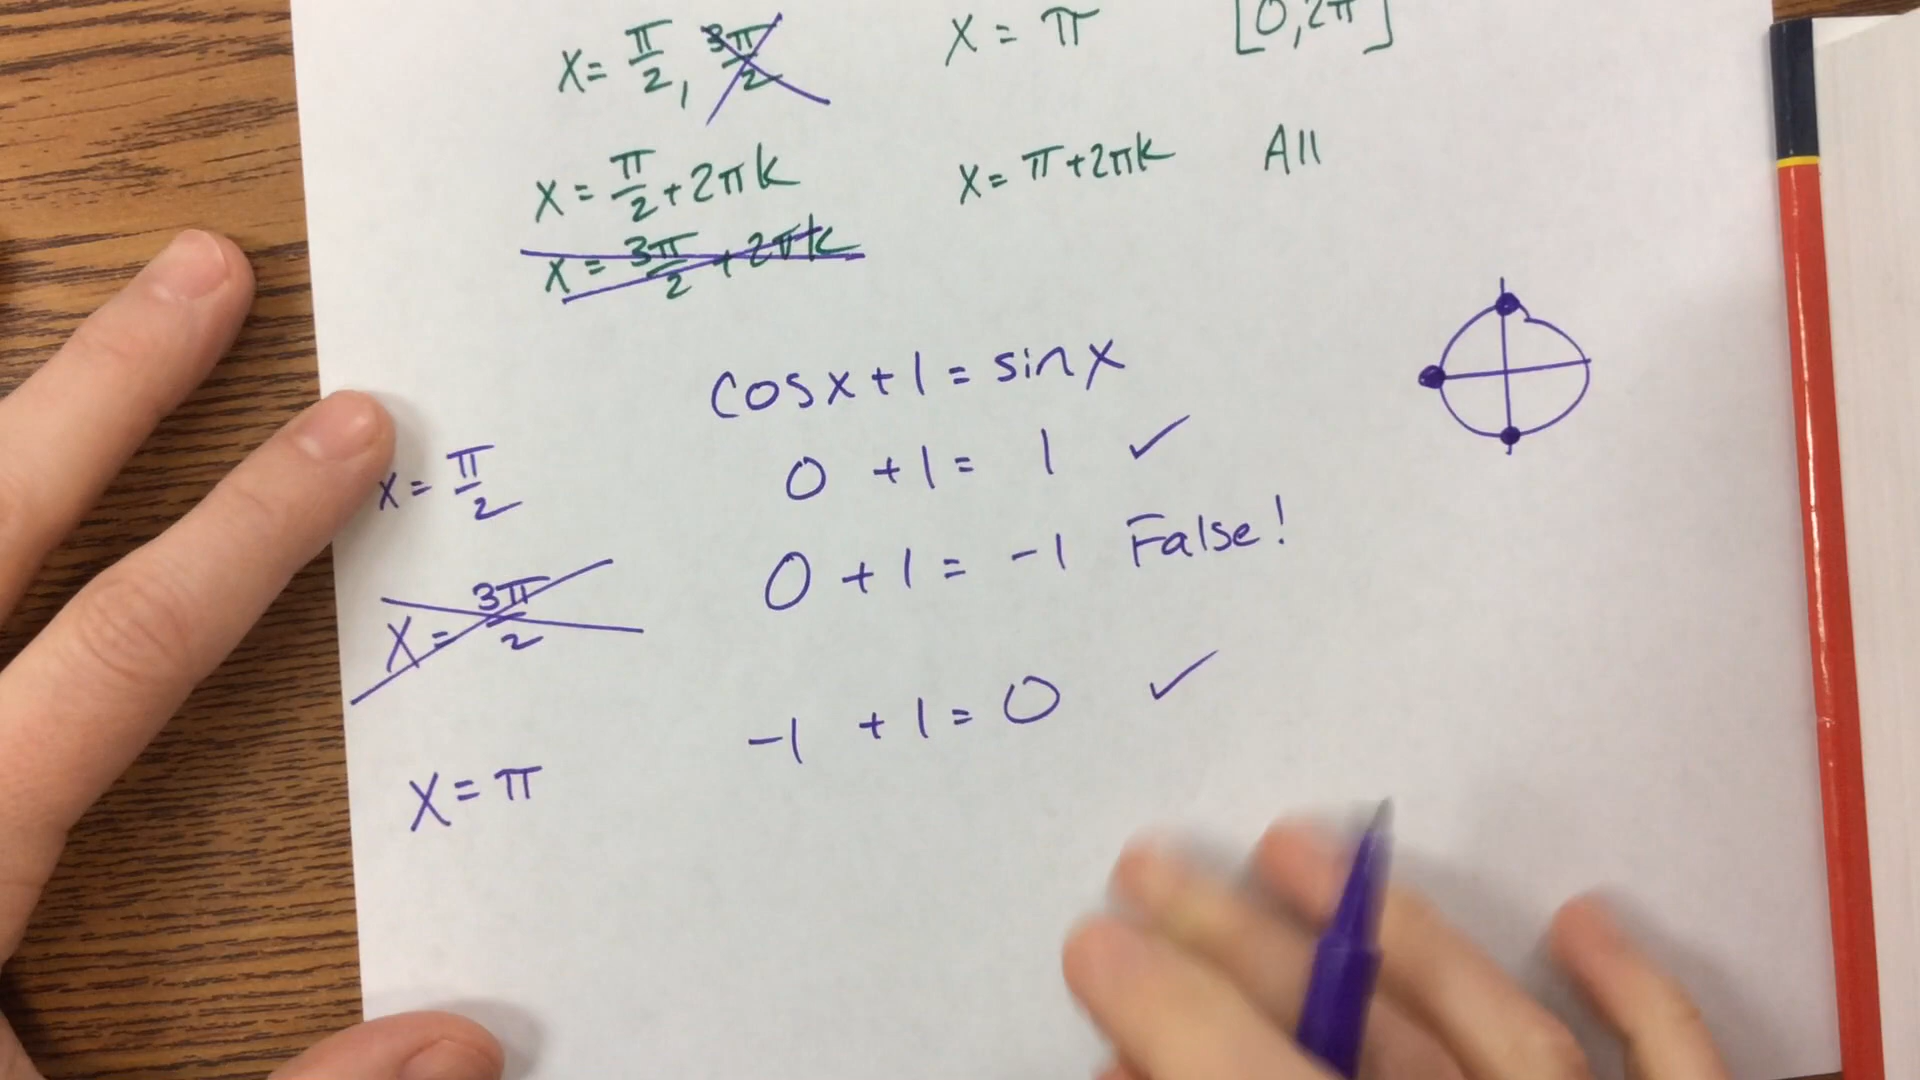 x = π/2, 3π/2 x = π [0,2π]
x = π/2 + 2πk x = π + 2πk All
x = 3π/2 + 2πk
cos x + 1 = sin x
x = π/2 0 + 1 = 1 ✓
x = 3π/2 0 + 1 = -1 False!
x = π -1 + 1 = 0 ✓